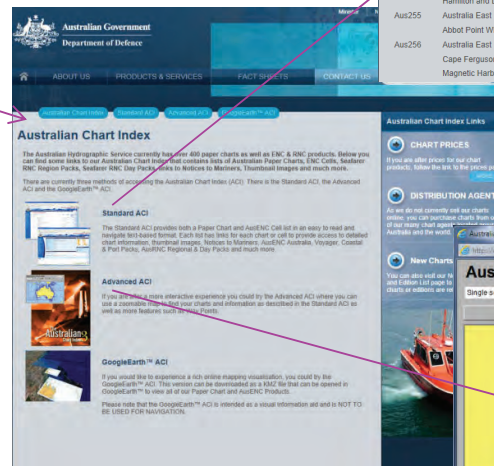 Hamilton and
Aus255 Australia East
Abbot Point
Aus256 Australia East
Cape Ferguson
Magnetic Harb
Australian Government
Department of Defence
ABOUT US PRODUCTS & SERVICES FACT SHEETS CONTACT US
Australian Chart Index Standard ACI Advanced ACI GoogleEarth™ ACI
Australian Chart Index
The Australian Hydrographic Service currently has over 400 paper charts as well as ENC & RNC products. Below you
can find some links to our Australian Chart Index that contains lists of Australian Paper Charts, ENC Cells, Seafarer
RNC Region Packs, Seafarer RNC Day Packs, links to Notices to Mariners, Thumbnail Images and much more.
There are currently three methods of accessing the Australian Chart Index (ACI). There is the Standard ACI, the Advanced
ACI and the GoogleEarth™ ACI.
Standard ACI
The Standard ACI provides both a Paper Chart and AusENC Cell list in an easy to read and
navigate text-based format. Each list has links for each chart or cell to provide access to detailed
chart information, thumbnail images, Notices to Mariners, AusENC Australia, Voyager, Coastal
& Port Packs, AusENC Regional & Day Packs and much more.
Advanced ACI
If you are after a more interactive experience you could try the Advanced ACI where you can
use a zoomable map to find your charts and information as described in the Standard ACI as
well as more features such as Way Points.
Australian
GoogleEarth™ ACI
If you would like to experience a rich online mapping visualisation, you could try the
GoogleEarth™ ACI. This version can be downloaded as a KMZ file that can be opened in
GoogleEarth™ to view all of our Paper Chart and AusENC Products.
Please note that the GoogleEarth™ ACI is intended as a visual information aid and is NOT TO
BE USED FOR NAVIGATION.
Australian Chart Index Links
CHART PRICES
If you are after prices for our chart
products, follow the link to the prices
DISTRIBUTION AGENT
As we do not currently sell our charts
online, you can purchase charts from
of our many chart agents
Australia and the world.
New Charts
You can also visit our
and Edition List page to
charts or editions are
Australia
http://
Aus
Single s